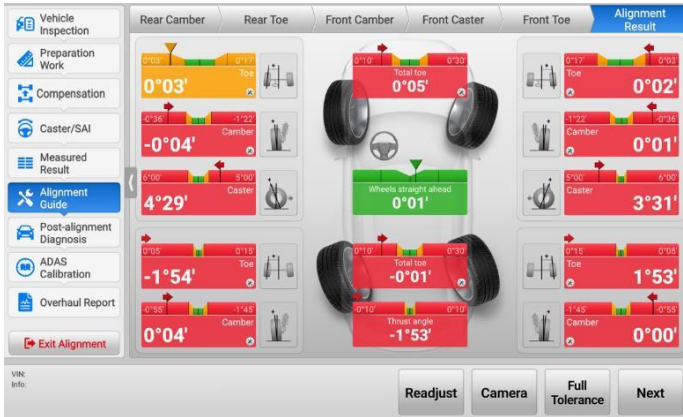 Vehicle
Inspection
Preparation
Work
Compensation
Caster/SAI
Measured
Result
Alignment
Guide
Post-alignment
Diagnosis
ADAS
Calibration
Overhaul Report
Exit Alignment
Rear Camber
Rear Toe
Front Camber
Front Caster
Front Toe
Alignment
Result
0°03' 0°17'
Toe
0°03'
-0°36' -1°22'
Camber
-0°04'
6°00' 5°00'
Caster
4°29'
0°05' 0°15'
Toe
-1°54'
-0°55' -1°45'
Camber
0°04'
0°10' 0°30'
Total toe
0°05'
Wheels straight ahead
0°01'
0°10' 0°30'
Total toe
-0°01'
-0°10' 0°10'
Thrust angle
-1°53'
0°17' 0°03'
Toe
0°02'
-1°22' -0°36'
Camber
0°01'
5°00' 6°00'
Caster
3°31'
0°15' 0°05'
Toe
1°53'
-1°45' -0°55'
Camber
0°00'
VIN:
Info:
Readjust
Camera
Full
Tolerance
Next